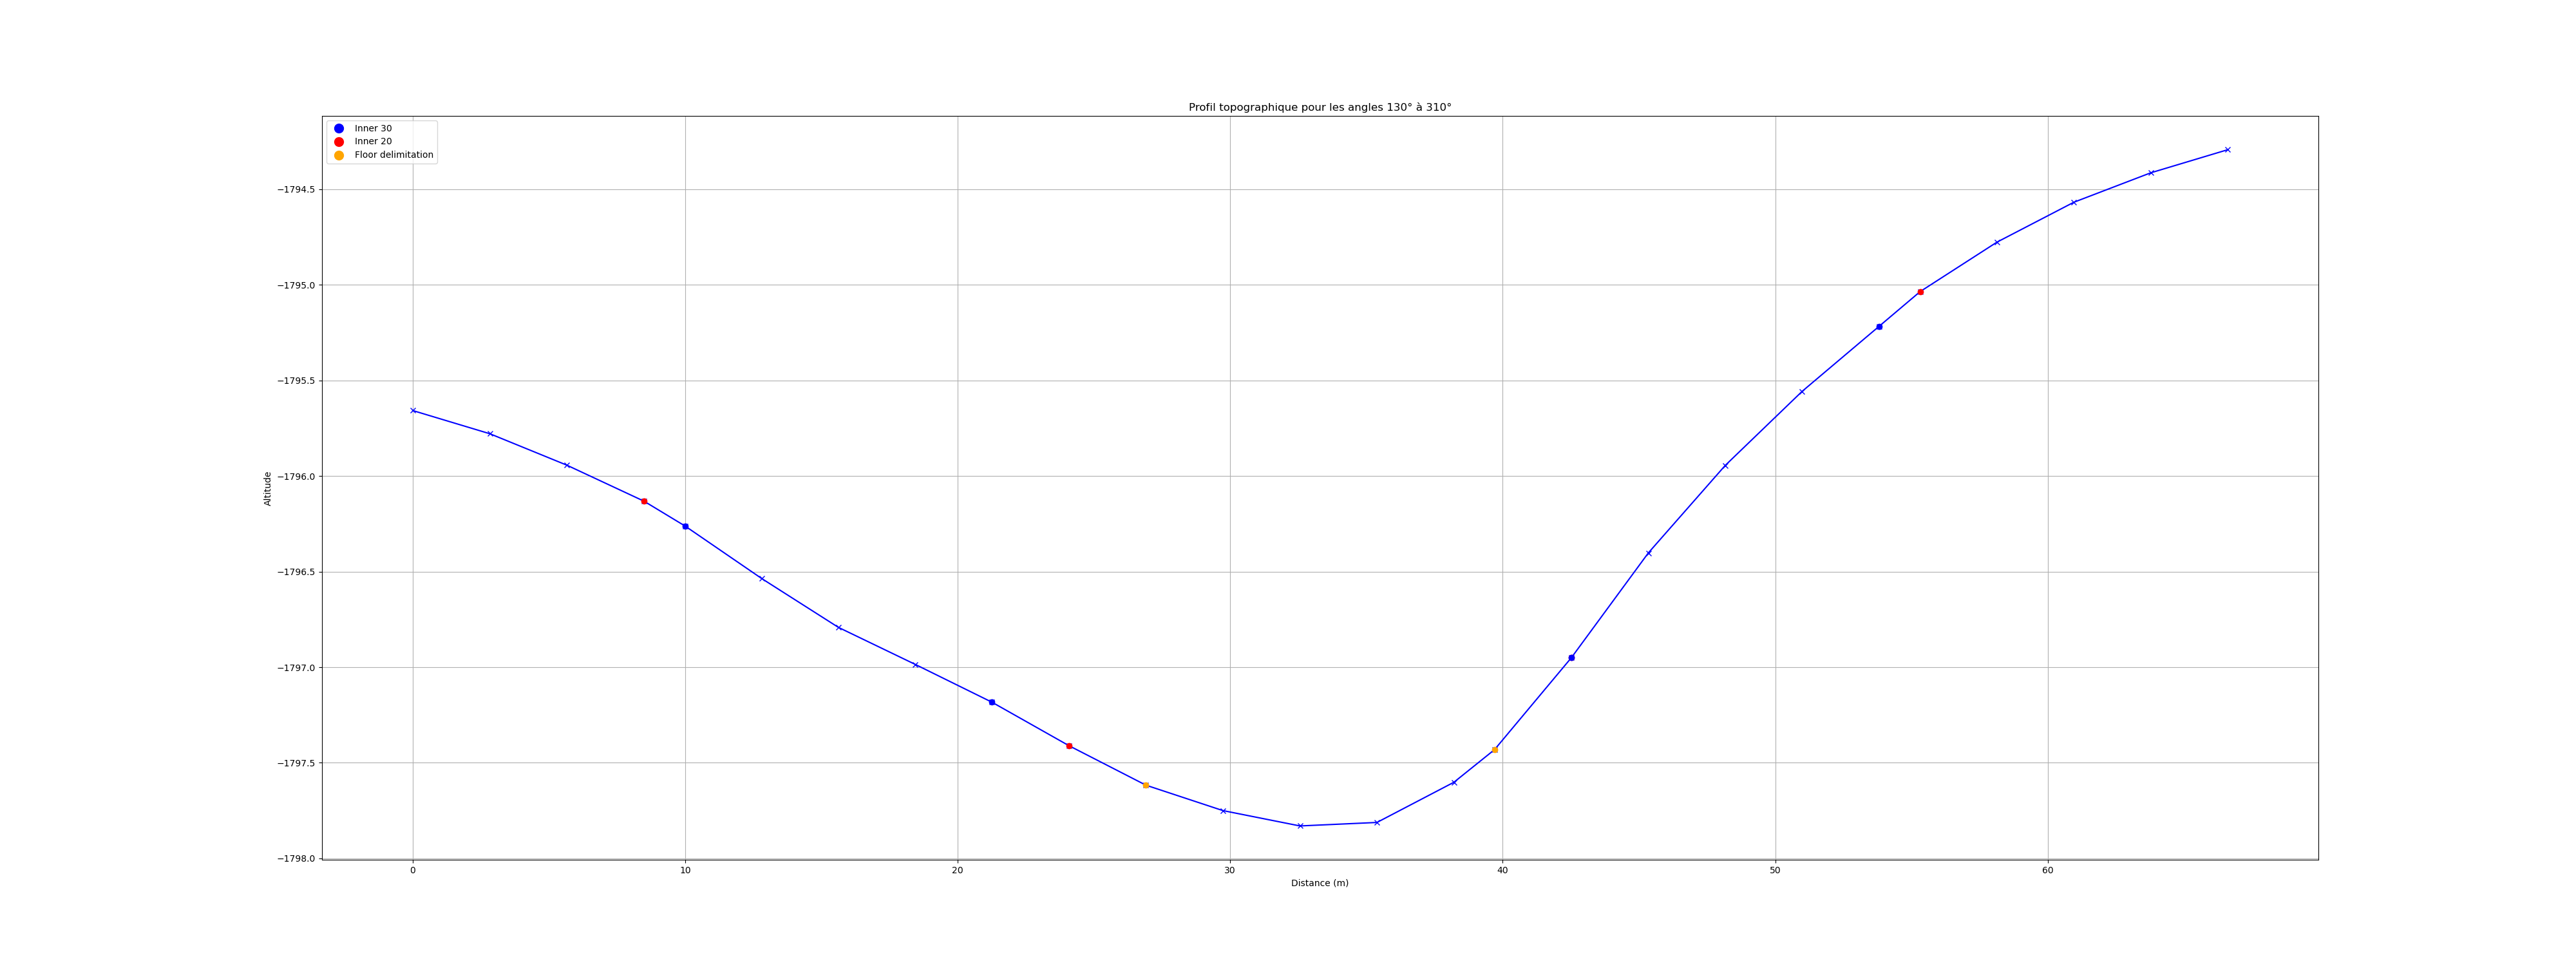 Profil topographique pour les angles 130° à 310°
Inner 30
Inner 20
Floor delimitation
−1794.5
−1795.0
−1795.5
−1796.0
−1796.5
−1797.0
−1797.5
−1798.0
Altitude
0 10 20 30 40 50 60
Distance (m)